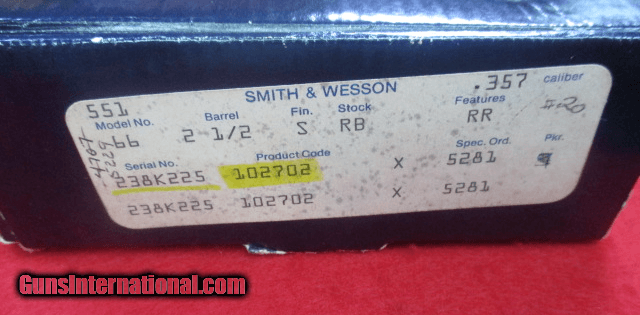 SMITH & WESSON .357 caliber
551 Barrel Fin. Stock Features #20
Model No. 66 2 1/2 S RB RR
Serial No. Product Code Spec. Ord. Pkr.
238K225 102702 X 5281
238K225 102702 X 5281
GunsInternational.com